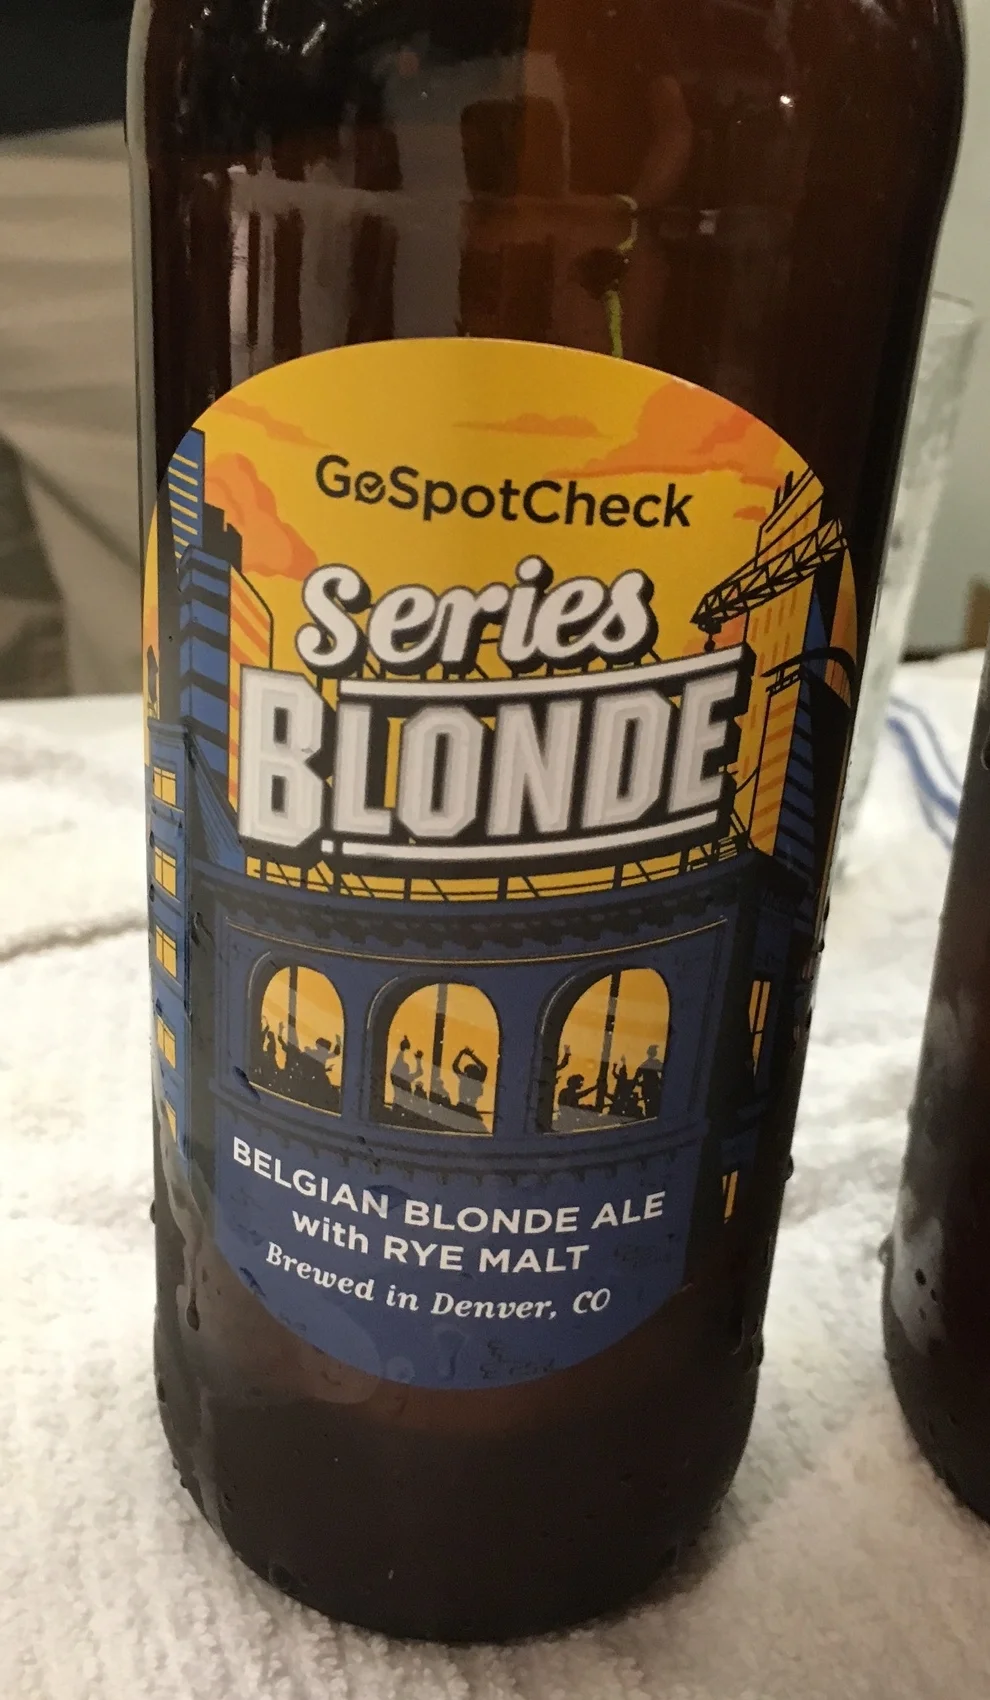 GoSpotCheck
series
BLONDE
BELGIAN BLONDE ALE
with RYE MALT
Brewed in Denver, CO